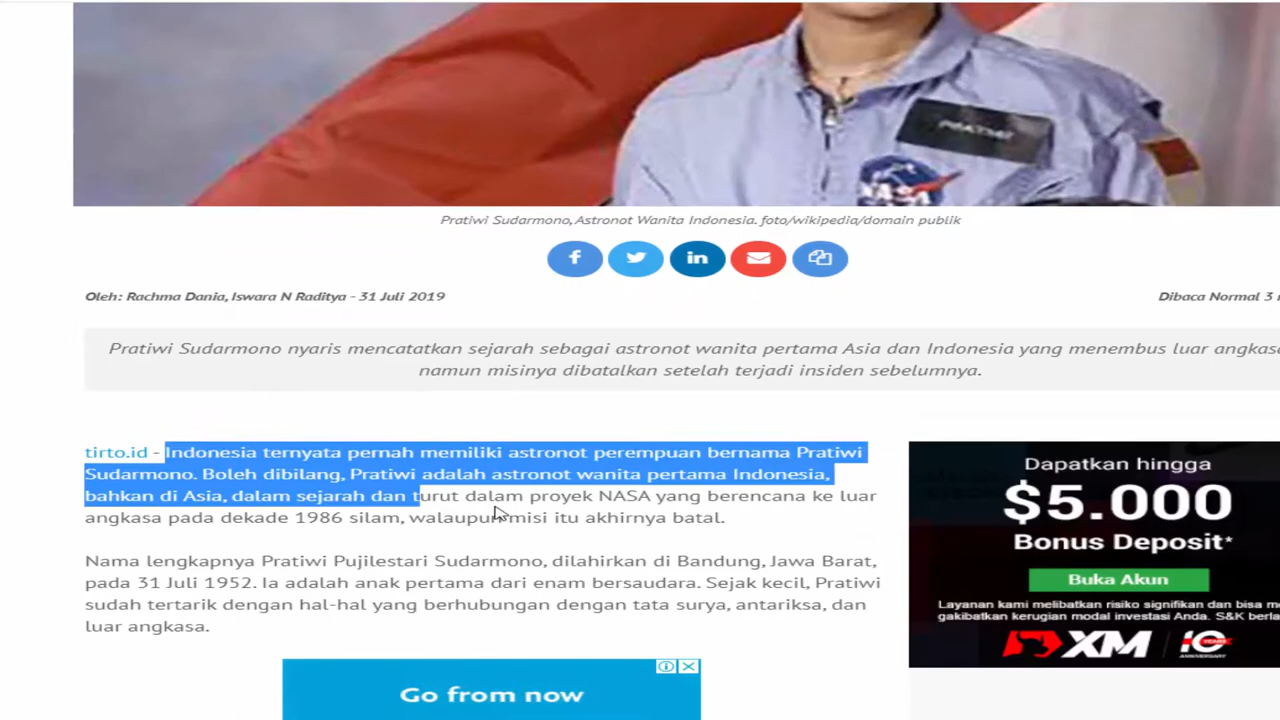 PRATIWI
NASA
Pratiwi Sudarmono, Astronot Wanita Indonesia. foto/wikipedia/domain publik
Oleh: Rachma Dania, Iswara N Raditya - 31 Juli 2019
Dibaca Normal 3
Pratiwi Sudarmono nyaris mencatatkan sejarah sebagai astronot wanita pertama Asia dan Indonesia yang menembus luar
namun misinya dibatalkan setelah terjadi insiden sebelumnya.
tirto.id - Indonesia ternyata pernah memiliki astronot perempuan bernama Pratiwi
Sudarmono. Boleh dibilang, Pratiwi adalah astronot wanita pertama Indonesia,
bahkan di Asia, dalam sejarah dan turut dalam proyek NASA yang berencana ke luar
angkasa pada dekade 1986 silam, walaupun misi itu akhirnya batal.
Nama lengkapnya Pratiwi Pujilestari Sudarmono, dilahirkan di Bandung, Jawa Barat,
pada 31 Juli 1952. Ia adalah anak pertama dari enam bersaudara. Sejak kecil, Pratiwi
sudah tertarik dengan hal-hal yang berhubungan dengan tata surya, antariksa, dan
luar angkasa.
Dapatkan hingga
$5.000
Bonus Deposit*
Buka Akun
Layanan kami melibatkan risiko signifikan dan bisa
gakibatkan kerugian modal investasi Anda. S&K
XM 10
YEARS
ANNIVERSARY
Go from now